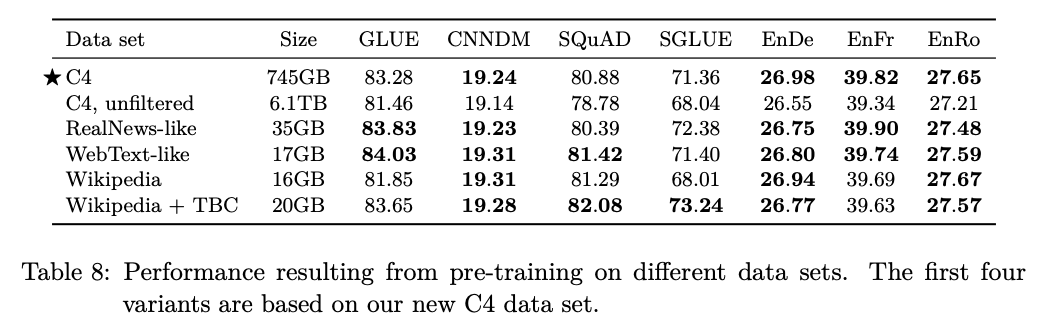 Data set Size GLUE CNNDM SQuAD SGLUE EnDe EnFr EnRo
★ C4 745GB 83.28 19.24 80.88 71.36 26.98 39.82 27.65
C4, unfiltered 6.1TB 81.46 19.14 78.78 68.04 26.55 39.34 27.21
RealNews-like 35GB 83.83 19.23 80.39 72.38 26.75 39.90 27.48
WebText-like 17GB 84.03 19.31 81.42 71.40 26.80 39.74 27.59
Wikipedia 16GB 81.85 19.31 81.29 68.01 26.94 39.69 27.67
Wikipedia + TBC 20GB 83.65 19.28 82.08 73.24 26.77 39.63 27.57
Table 8: Performance resulting from pre-training on different data sets. The first four
variants are based on our new C4 data set.